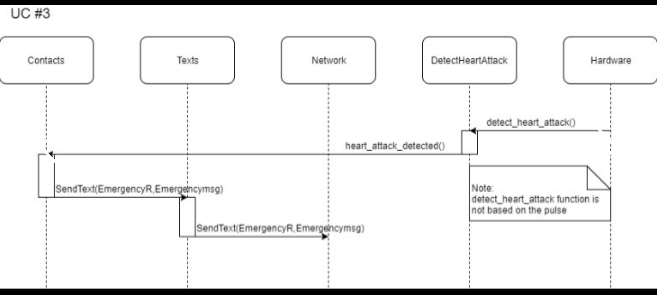 UC #3
Contacts
Texts
Network
DetectHeartAttack
Hardware
detect_heart_attack()
heart_attack_detected()
SendText(EmergencyR,Emergencymsg)
SendText(EmergencyR,Emergencymsg)
Note:
detect_heart_attack function is
not based on the pulse